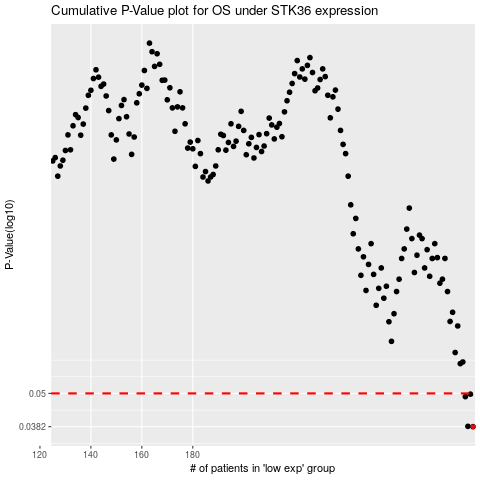 Cumulative P-Value plot for OS under STK36 expression
P-Value(log10)
0.05
0.0382
120
140
160
180
# of patients in 'low exp' group